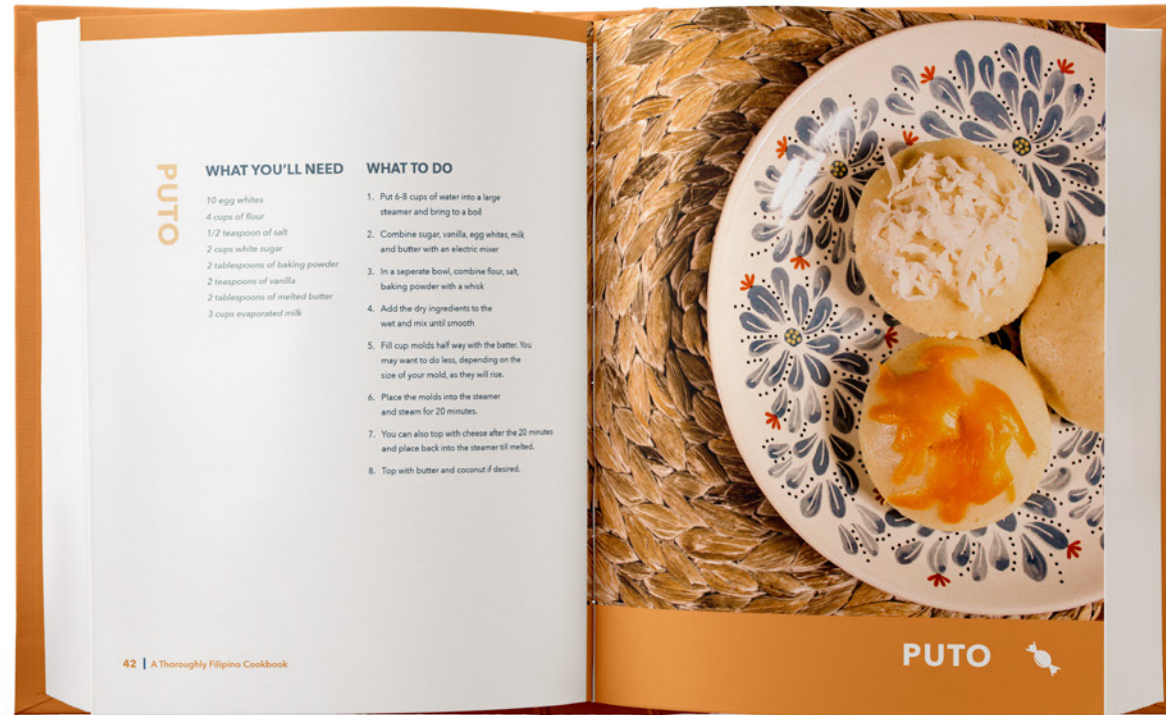 PUTO
WHAT YOU'LL NEED
10 egg whites
4 cups of flour
1/2 teaspoon of salt
2 cups white sugar
2 tablespoons of baking powder
2 teaspoons of vanilla
2 tablespoons of melted butter
3 cups evaporated milk
WHAT TO DO
1. Put 6-8 cups of water into a large
steamer and bring to a boil
2. Combine sugar, vanilla, egg whites, milk
and butter with an electric mixer
3. In a seperate bowl, combine flour, salt,
baking powder with a whisk
4. Add the dry ingredients to the
wet and mix until smooth
5. Fill cup molds half way with the batter. You
may want to do less, depending on the
size of your mold, as they will rise.
6. Place the molds into the steamer
and steam for 20 minutes.
7. You can also top with cheese after the 20 minutes
and place back into the steamer till melted.
8. Top with butter and coconut if desired.
42 | A Thoroughly Filipino Cookbook
PUTO